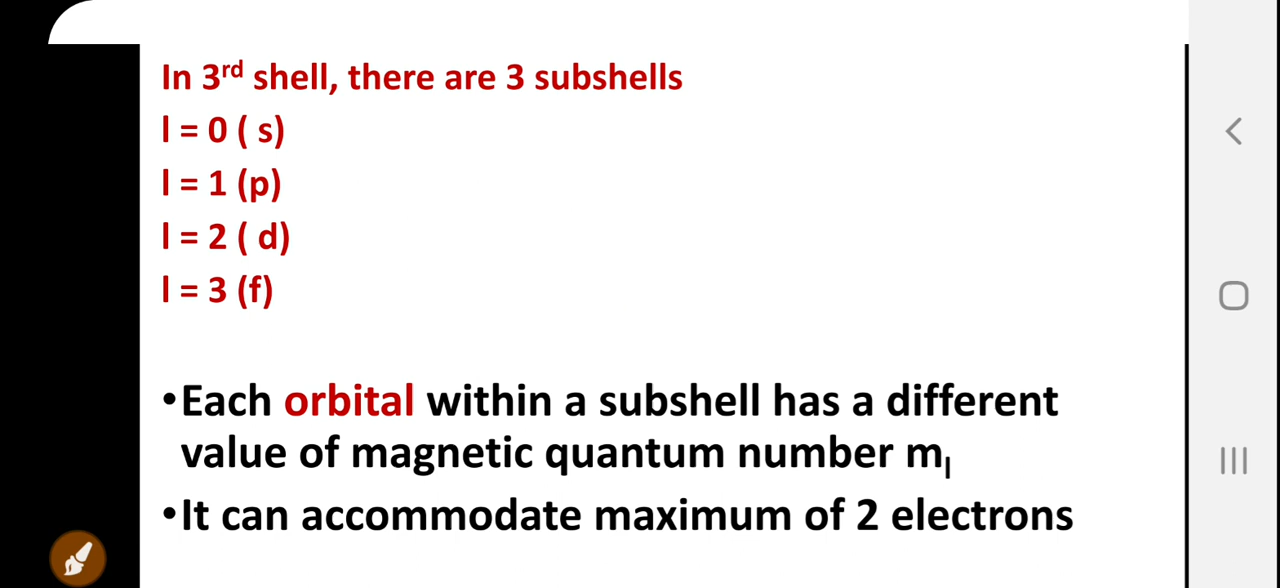 In 3rd shell, there are 3 subshells
l = 0 ( s)
l = 1 (p)
l = 2 ( d)
l = 3 (f)
•Each orbital within a subshell has a different
value of magnetic quantum number ml
•It can accommodate maximum of 2 electrons